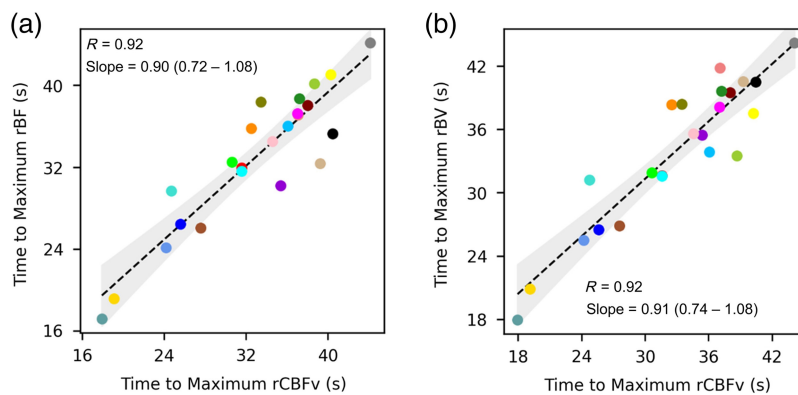 (a)
R = 0.92
Slope = 0.90 (0.72 – 1.08)
Time to Maximum rBF (s)
40
32
24
16
16 24 32 40
Time to Maximum rCBFv (s)
(b)
Time to Maximum rBV (s)
42
36
30
24
18
R = 0.92
Slope = 0.91 (0.74 – 1.08)
18 24 30 36 42
Time to Maximum rCBFv (s)